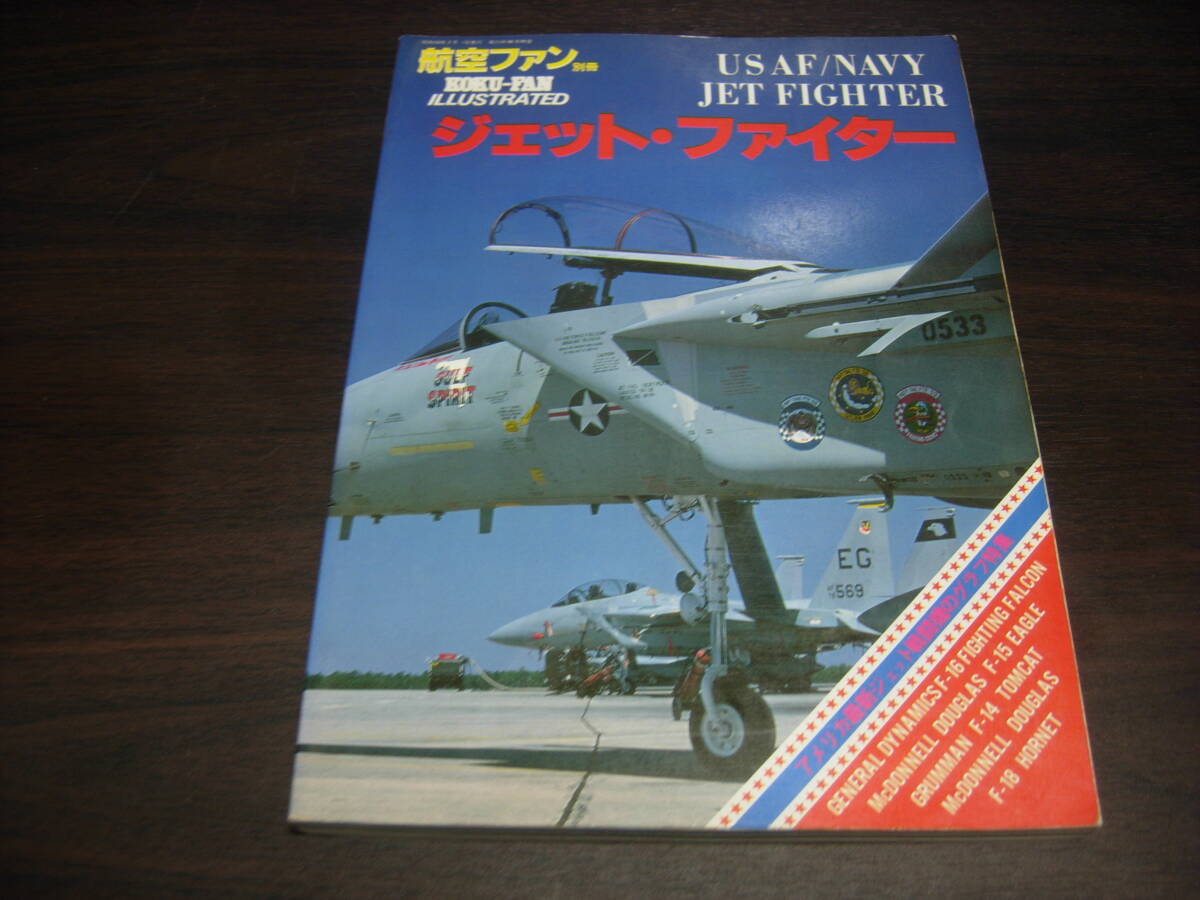 航空ファン別冊
KOKU-FAN
ILLUSTRATED
USAF/NAVY
JET FIGHTER
ジェット・ファイター
GULF
SPIRIT
0533
EG
569
アメリカ最新ジェット戦闘機のグラフ特集
GENERAL DYNAMICS F-16 FIGHTING FALCON
McDONNELL DOUGLAS F-15 EAGLE
GRUMMAN F-14 TOMCAT
McDONNELL DOUGLAS
F-18 HORNET